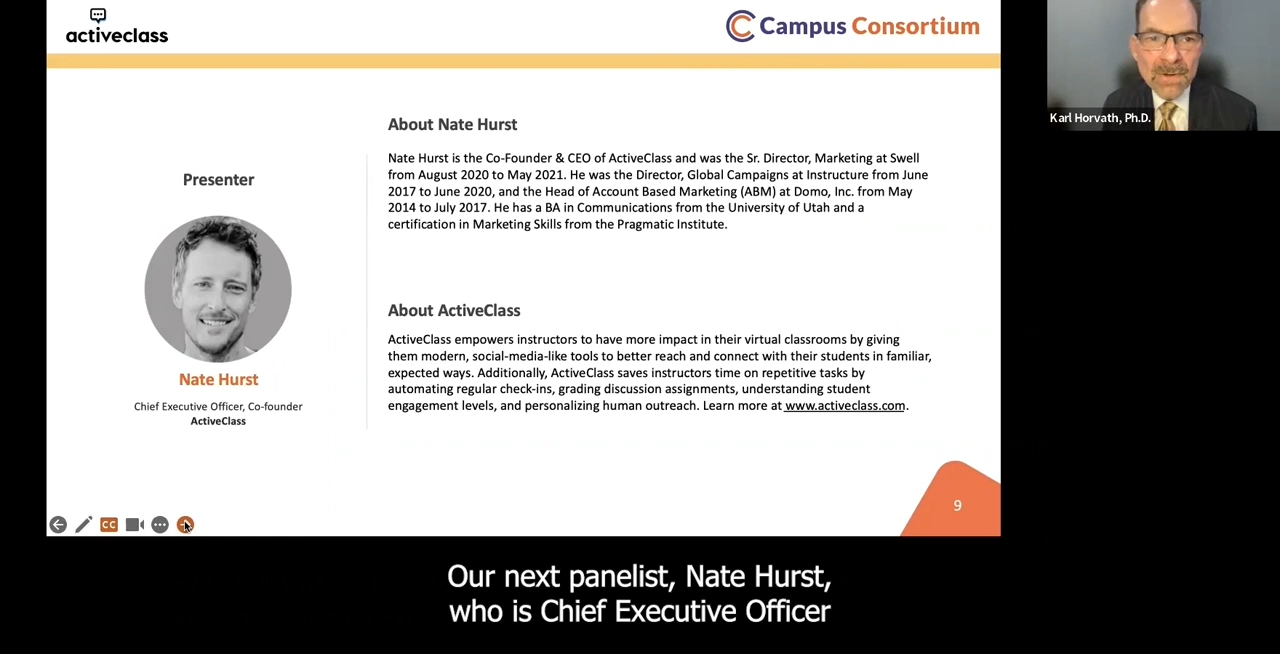 activeclass
Campus Consortium
Karl Horvath, Ph.D.
About Nate Hurst
Nate Hurst is the Co-Founder & CEO of ActiveClass and was the Sr. Director, Marketing at Swell
from August 2020 to May 2021. He was the Director, Global Campaigns at Instructure from June
2017 to June 2020, and the Head of Account Based Marketing (ABM) at Domo, Inc. from May
2014 to July 2017. He has a BA in Communications from the University of Utah and a
certification in Marketing Skills from the Pragmatic Institute.
Presenter
Nate Hurst
Chief Executive Officer, Co-founder
ActiveClass
About ActiveClass
ActiveClass empowers instructors to have more impact in their virtual classrooms by giving
them modern, social-media-like tools to better reach and connect with their students in familiar,
expected ways. Additionally, ActiveClass saves instructors time on repetitive tasks by
automating regular check-ins, grading discussion assignments, understanding student
engagement levels, and personalizing human outreach. Learn more at www.activeclass.com.
9
CC
Our next panelist, Nate Hurst,
who is Chief Executive Officer